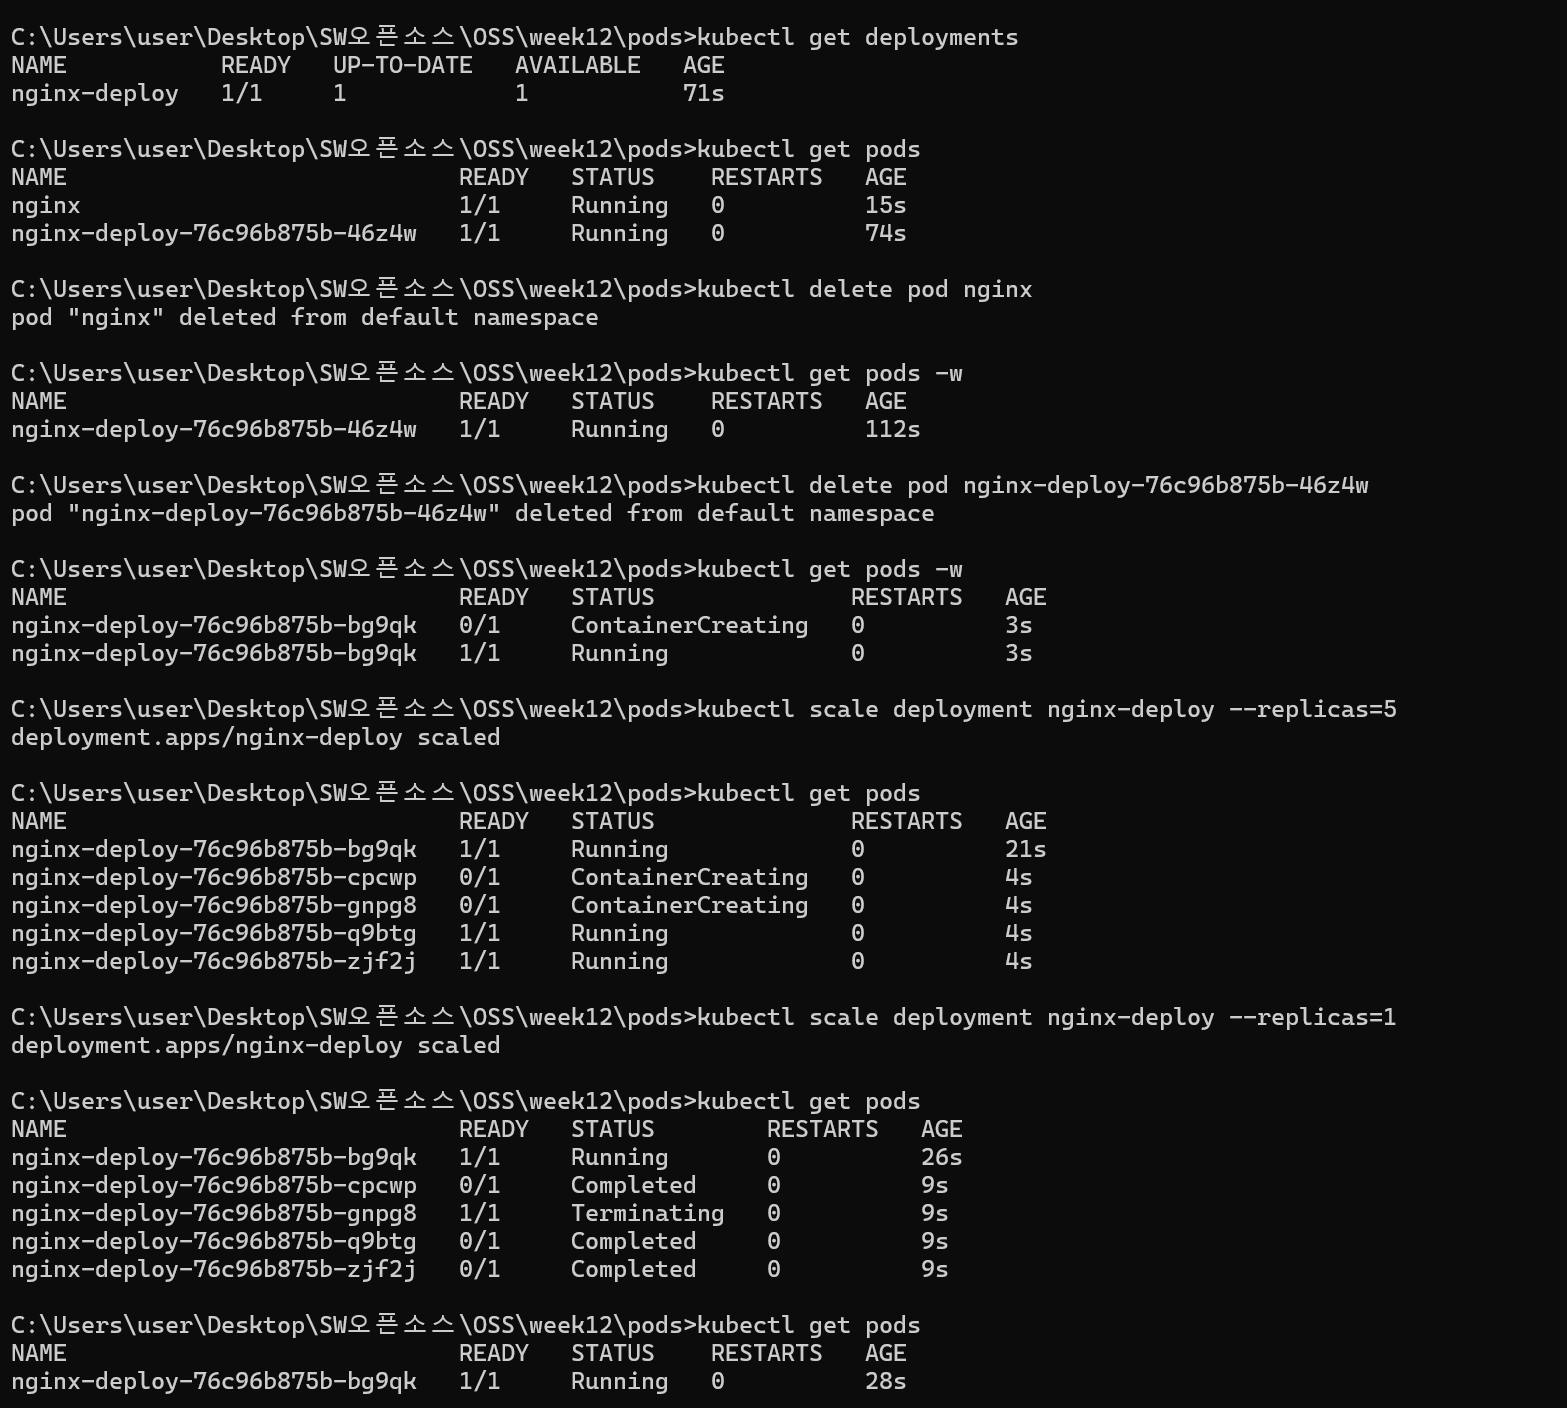 C:\Users\user\Desktop\SW오픈소스\OSS\week12\pods>kubectl get deployments
NAME           READY   UP-TO-DATE   AVAILABLE   AGE
nginx-deploy   1/1     1            1           71s
C:\Users\user\Desktop\SW오픈소스\OSS\week12\pods>kubectl get pods
NAME                            READY   STATUS    RESTARTS   AGE
nginx                           1/1     Running   0          15s
nginx-deploy-76c96b875b-46z4w   1/1     Running   0          74s
C:\Users\user\Desktop\SW오픈소스\OSS\week12\pods>kubectl delete pod nginx
pod "nginx" deleted from default namespace
C:\Users\user\Desktop\SW오픈소스\OSS\week12\pods>kubectl get pods -w
NAME                            READY   STATUS    RESTARTS   AGE
nginx-deploy-76c96b875b-46z4w   1/1     Running   0          112s
C:\Users\user\Desktop\SW오픈소스\OSS\week12\pods>kubectl delete pod nginx-deploy-76c96b875b-46z4w
pod "nginx-deploy-76c96b875b-46z4w" deleted from default namespace
C:\Users\user\Desktop\SW오픈소스\OSS\week12\pods>kubectl get pods -w
NAME                            READY   STATUS              RESTARTS   AGE
nginx-deploy-76c96b875b-bg9qk   0/1     ContainerCreating   0          3s
nginx-deploy-76c96b875b-bg9qk   1/1     Running             0          3s
C:\Users\user\Desktop\SW오픈소스\OSS\week12\pods>kubectl scale deployment nginx-deploy --replicas=5
deployment.apps/nginx-deploy scaled
C:\Users\user\Desktop\SW오픈소스\OSS\week12\pods>kubectl get pods
NAME                            READY   STATUS              RESTARTS   AGE
nginx-deploy-76c96b875b-bg9qk   1/1     Running             0          21s
nginx-deploy-76c96b875b-cpcwp   0/1     ContainerCreating   0          4s
nginx-deploy-76c96b875b-gnpg8   0/1     ContainerCreating   0          4s
nginx-deploy-76c96b875b-q9btg   1/1     Running             0          4s
nginx-deploy-76c96b875b-zjf2j   1/1     Running             0          4s
C:\Users\user\Desktop\SW오픈소스\OSS\week12\pods>kubectl scale deployment nginx-deploy --replicas=1
deployment.apps/nginx-deploy scaled
C:\Users\user\Desktop\SW오픈소스\OSS\week12\pods>kubectl get pods
NAME                            READY   STATUS        RESTARTS   AGE
nginx-deploy-76c96b875b-bg9qk   1/1     Running       0          26s
nginx-deploy-76c96b875b-cpcwp   0/1     Completed     0          9s
nginx-deploy-76c96b875b-gnpg8   1/1     Terminating   0          9s
nginx-deploy-76c96b875b-q9btg   0/1     Completed     0          9s
nginx-deploy-76c96b875b-zjf2j   0/1     Completed     0          9s
C:\Users\user\Desktop\SW오픈소스\OSS\week12\pods>kubectl get pods
NAME                            READY   STATUS    RESTARTS   AGE
nginx-deploy-76c96b875b-bg9qk   1/1     Running   0          28s